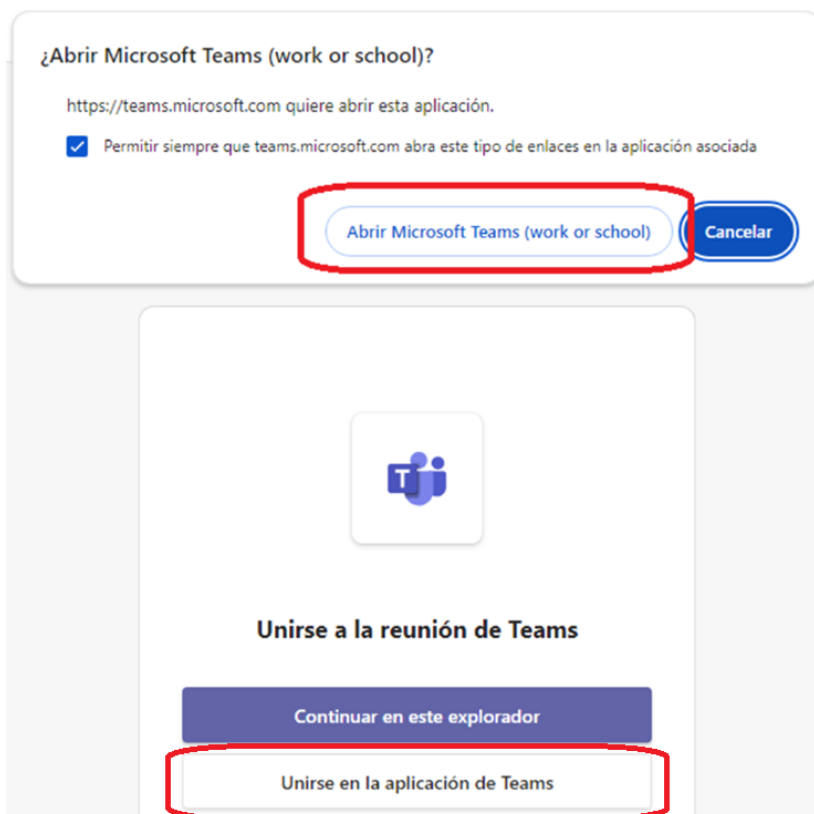 ¿Abrir Microsoft Teams (work or school)?
https://teams.microsoft.com quiere abrir esta aplicación.
Permitir siempre que teams.microsoft.com abra este tipo de enlaces en la aplicación asociada
Abrir Microsoft Teams (work or school)
Cancelar
T
Unirse a la reunión de Teams
Continuar en este explorador
Unirse en la aplicación de Teams